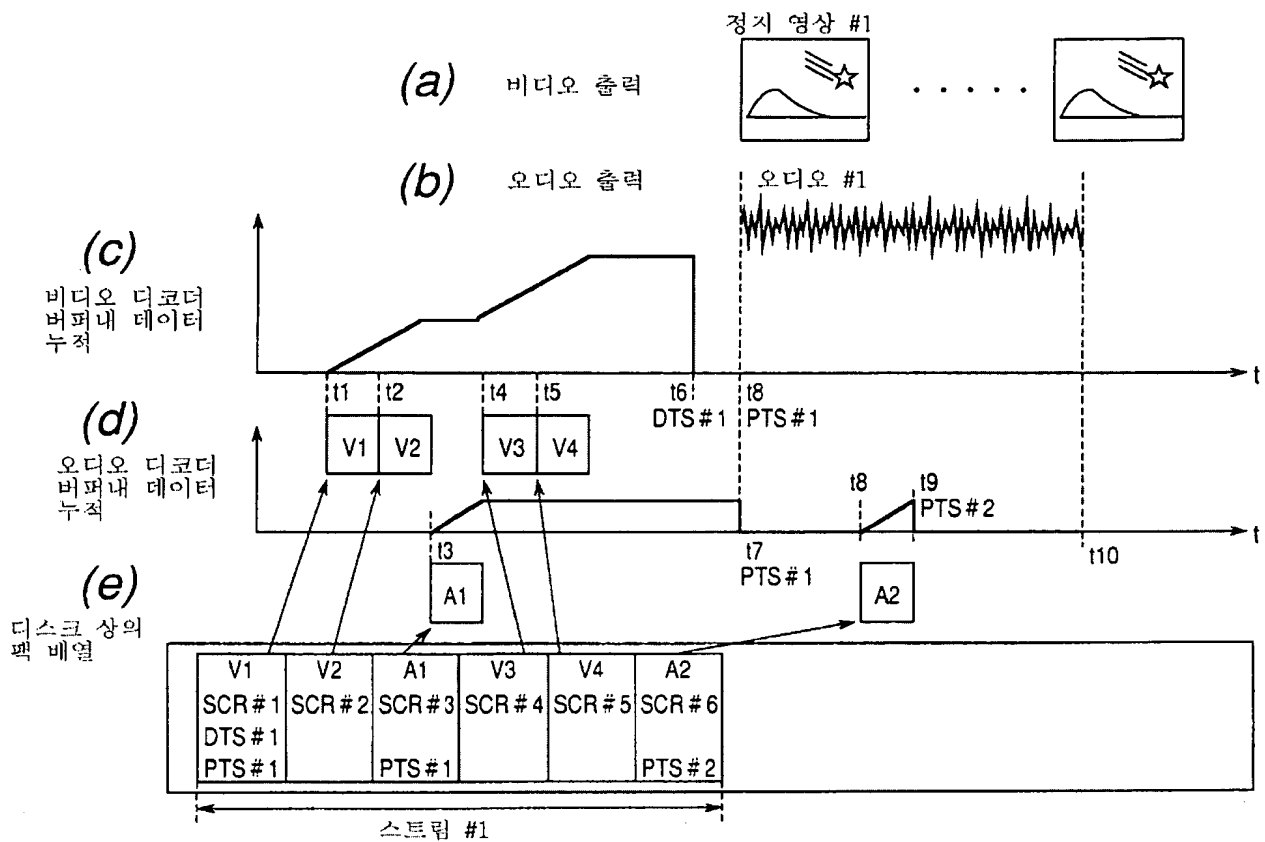 정지 영상 #1
(a) 비디오 출력
(b) 오디오 출력
오디오 #1
(c)
비디오 디코더
버퍼내 데이터
누적
t
t1 t2 t4 t5 t6 t8
DTS#1 PTS#1
(d)
V1 V2 V3 V4
오디오 디코더
버퍼내 데이터
누적
t8 t9
PTS#2
t
t3 t7 t10
PTS#1
(e)
A1 A2
디스크 상의
팩 배열
V1 V2 A1 V3 V4 A2
SCR#1 SCR#2 SCR#3 SCR#4 SCR#5 SCR#6
DTS#1
PTS#1 PTS#1 PTS#2
스트림 #1